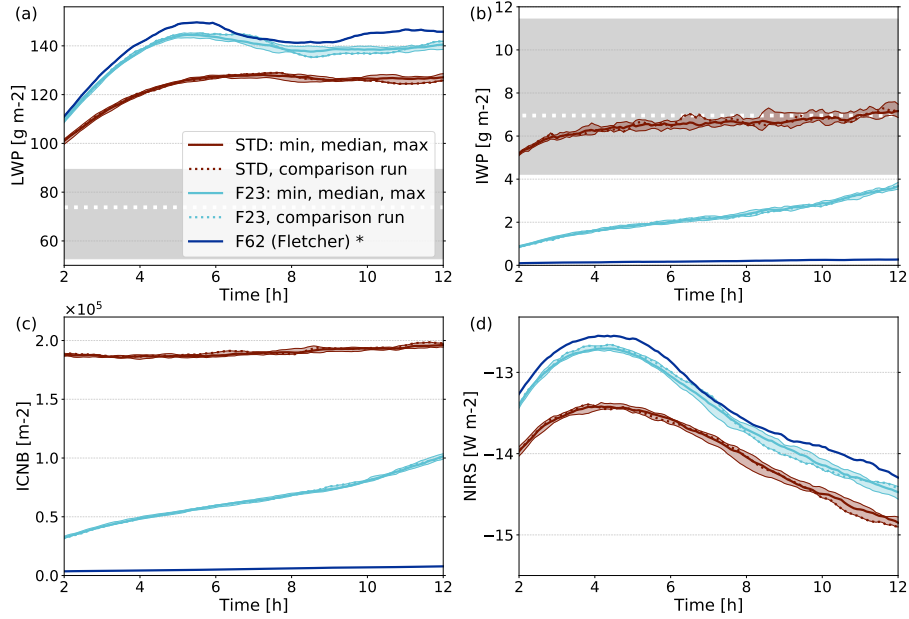 (a)
LWP [g m-2]
140
120
100
80
60
2 4 6 8 10 12
Time [h]
STD: min, median, max
STD, comparison run
F23: min, median, max
F23, comparison run
F62 (Fletcher) *
(b)
IWP [g m-2]
12
10
8
6
4
2
0
2 4 6 8 10 12
Time [h]
(c)
×10⁵
ICNB [m-2]
2.0
1.5
1.0
0.5
0.0
2 4 6 8 10 12
Time [h]
(d)
NIRS [W m-2]
−13
−14
−15
2 4 6 8 10 12
Time [h]